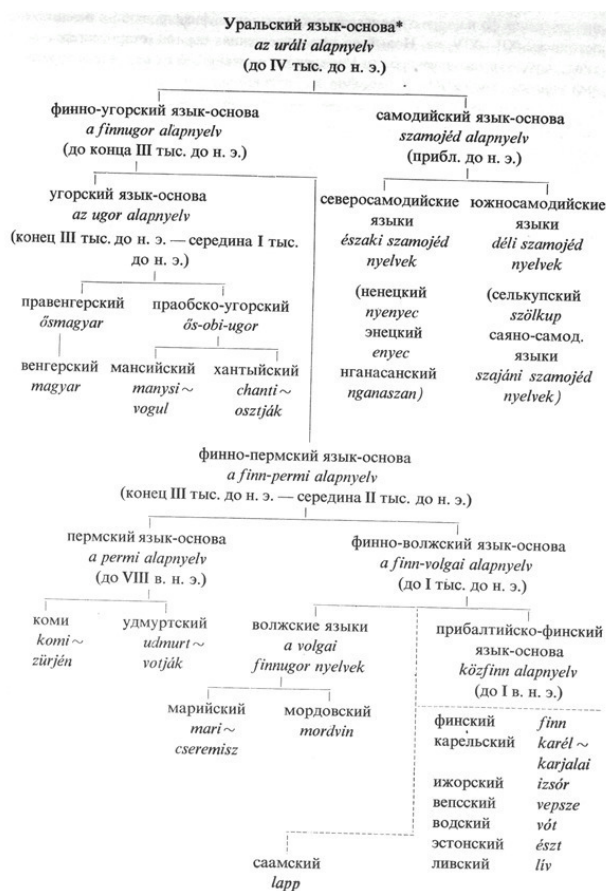 Уральский язык-основа*
az uráli alapnyelv
(до IV тыс. до н. э.)
финно-угорский язык-основа
a finnugor alapnyelv
(до конца III тыс. до н. э.)
самодийский язык-основа
szamojéd alapnyelv
(прибл. до н. э.)
угорский язык-основа
az ugor alapnyelv
(конец III тыс. до н. э. — середина I тыс.
до н. э.)
северосамодийские
языки
északi szamojéd
nyelvek
(ненецкий
nyenyec
энецкий
enyec
нганасанский
nganaszan)
южносамодийские
языки
déli szamojéd
nyelvek
(селькупский
szölkup
саяно-самод.
языки
szajáni szamojéd
nyelvek)
правенгерский
ősmagyar
праобско-угорский
ős-obi-ugor
венгерский
magyar
мансийский
manysi ~
vogul
хантыйский
chanti ~
osztják
финно-пермский язык-основа
a finn-permi alapnyelv
(конец III тыс. до н. э. — середина II тыс. до н. э.)
пермский язык-основа
a permi alapnyelv
(до VIII в. н. э.)
финно-волжский язык-основа
a finn-volgai alapnyelv
(до I тыс. до н. э.)
коми
komi ~
zürjén
удмуртский
udmurt ~
votják
волжские языки
a volgai
finnugor nyelvek
прибалтийско-финский
язык-основа
közfinn alapnyelv
(до I в. н. э.)
марийский
mari ~
cseremisz
мордовский
mordvin
финский finn
карельский karél ~
karjalai
ижорский izsór
вепсский vepsze
водский vót
эстонский észt
ливский lív
саамский
lapp